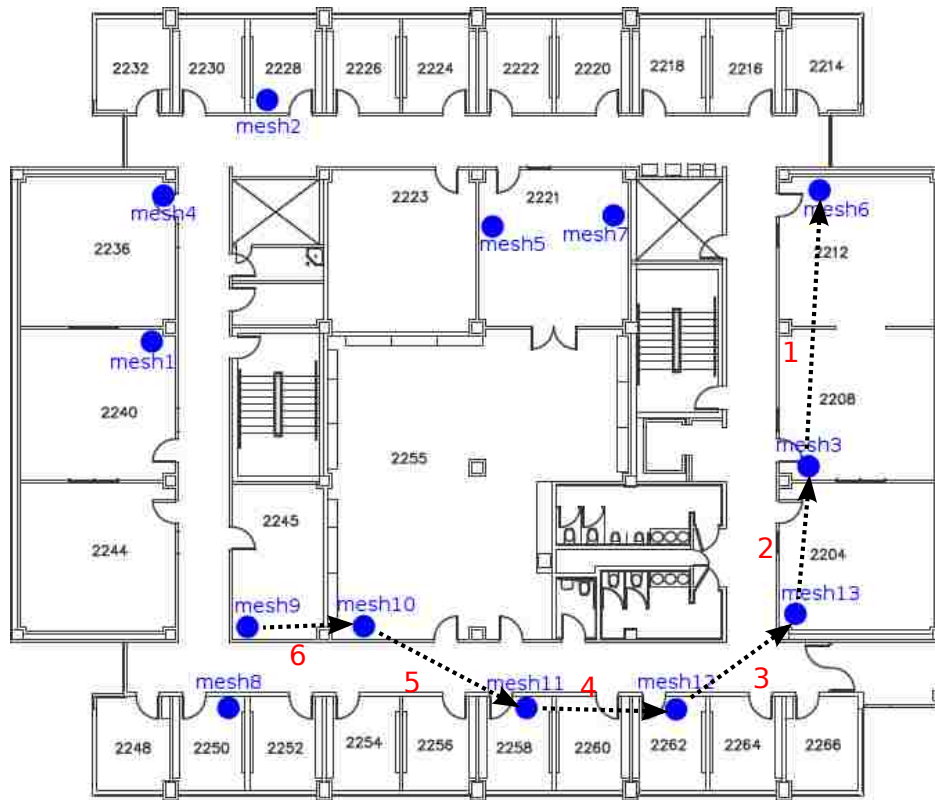 2232 2230 2228 2226 2224 2222 2220 2218 2216 2214
mesh2
mesh4 2223 2221 mesh6
mesh5 mesh7
2236 2212
1
mesh1
2240 2208
2255 mesh3
2245
2244 2 2204
mesh9 mesh10 mesh13
6
mesh8 5 mesh11 4 mesh12 3
2248 2250 2252 2254 2256 2258 2260 2262 2264 2266